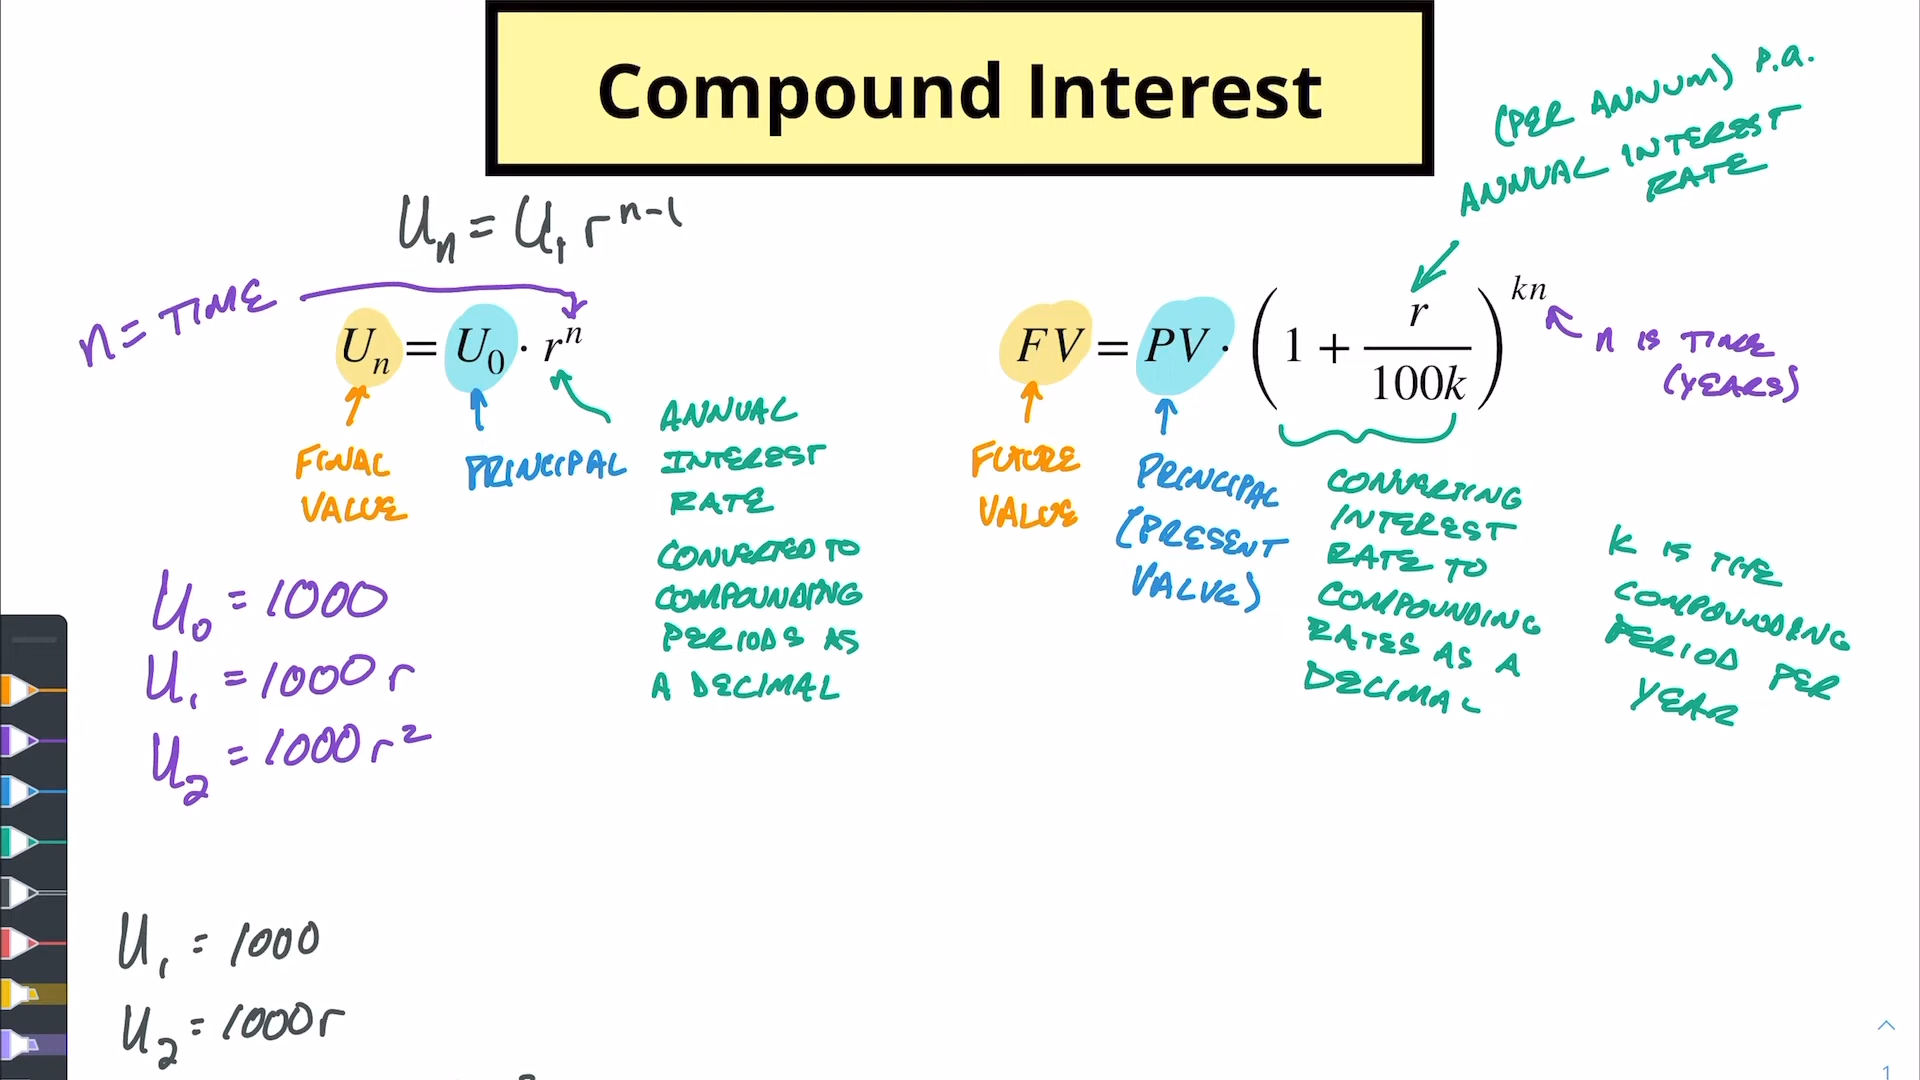 Compound Interest
(PER ANNUM) P.a.
ANNUAL INTEREST
RATE
Uₙ = U₁ rⁿ⁻¹
n = TIME
Uₙ = U₀ · rⁿ
FINAL
VALUE
PRINCIPAL
ANNUAL
INTEREST
RATE
CONVERTED TO
COMPOUNDING
PERIODS AS
A DECIMAL
FV = PV · (1 + r/100k)ᵏⁿ
n IS TIME
(YEARS)
FUTURE
VALUE
PRINCIPAL
(PRESENT
VALUE)
CONVERTING
INTEREST
RATE TO
COMPOUNDING
RATES AS A
DECIMAL
K IS THE
COMPOUNDING
PERIOD PER
YEAR
U₀ = 1000
U₁ = 1000r
U₂ = 1000r²
U₁ = 1000
U₂ = 1000r
1